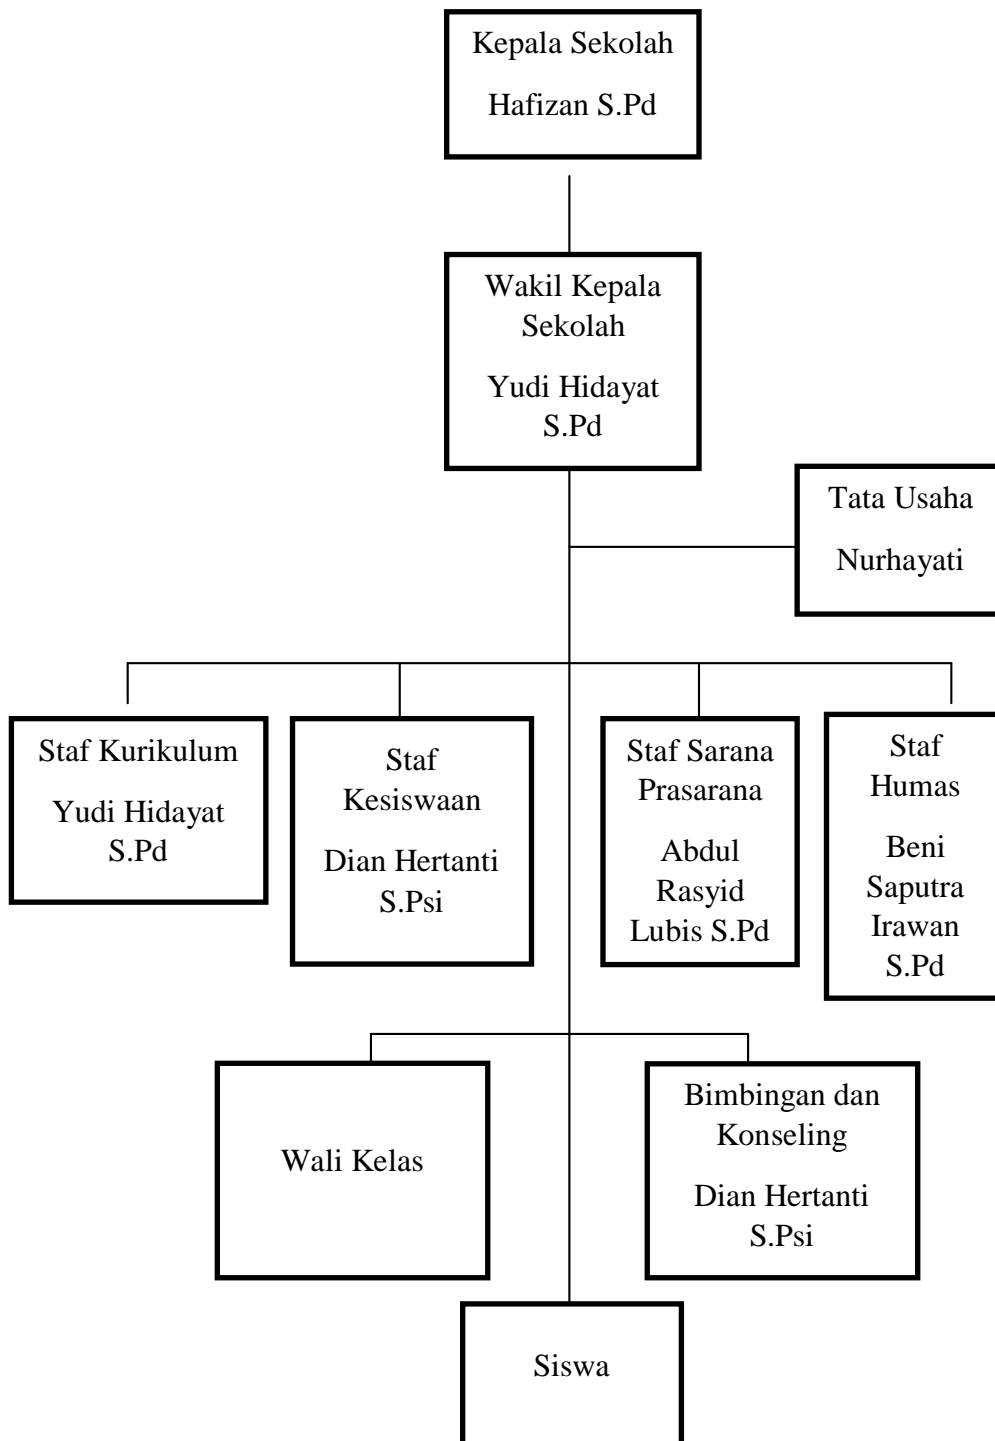 Kepala Sekolah
Hafizan S.Pd
Wakil Kepala
Sekolah
Yudi Hidayat
S.Pd
Tata Usaha
Nurhayati
Staf Kurikulum
Yudi Hidayat
S.Pd
Staf
Kesiswaan
Dian Hertanti
S.Psi
Staf Sarana
Prasarana
Abdul
Rasyid
Lubis S.Pd
Staf
Humas
Beni
Saputra
Irawan
S.Pd
Wali Kelas
Bimbingan dan
Konseling
Dian Hertanti
S.Psi
Siswa